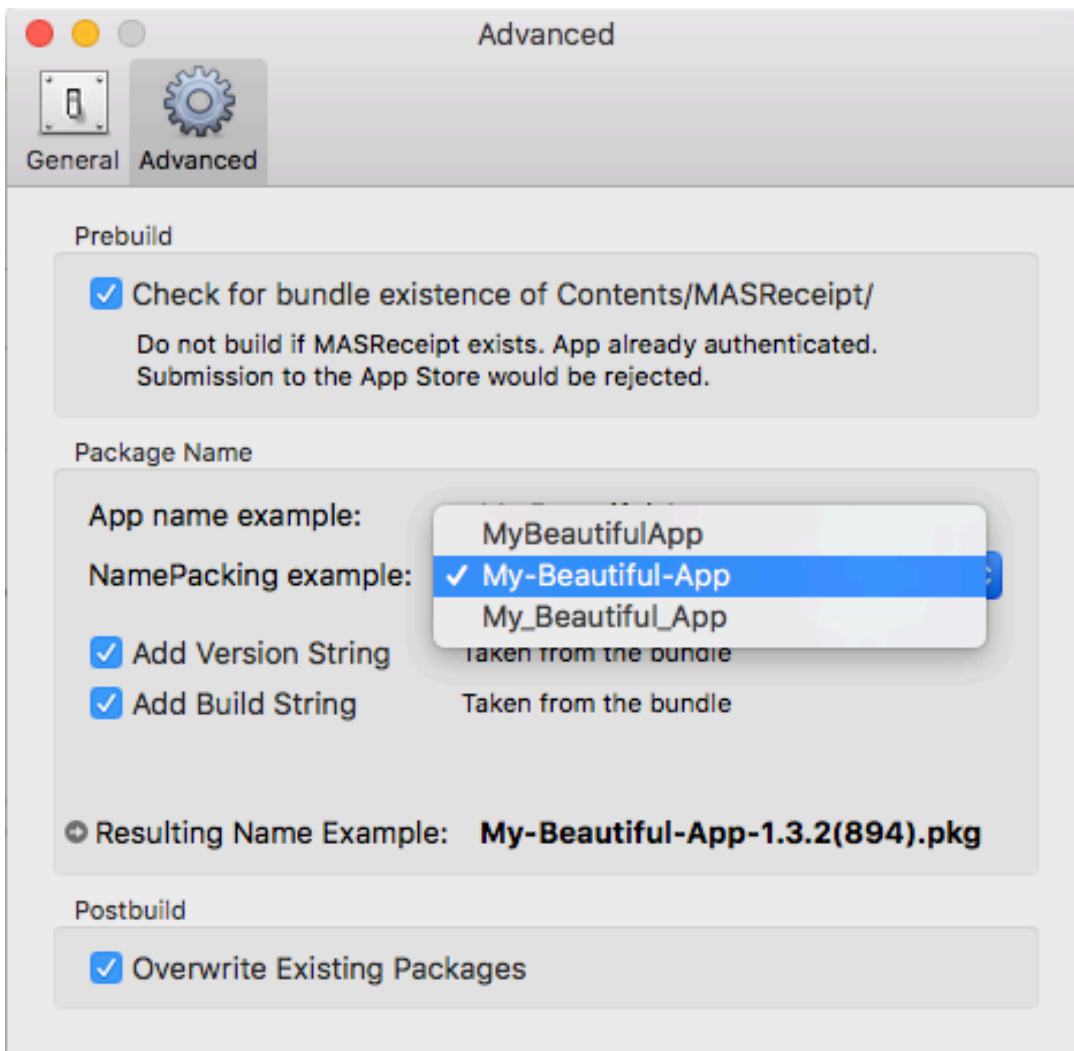 Advanced
General Advanced
Prebuild
Check for bundle existence of Contents/MASReceipt/
Do not build if MASReceipt exists. App already authenticated.
Submission to the App Store would be rejected.
Package Name
App name example:
MyBeautifulApp
NamePacking example: ✓ My-Beautiful-App
My_Beautiful_App
Add Version String Taken from the bundle
Add Build String Taken from the bundle
Resulting Name Example: My-Beautiful-App-1.3.2(894).pkg
Postbuild
Overwrite Existing Packages